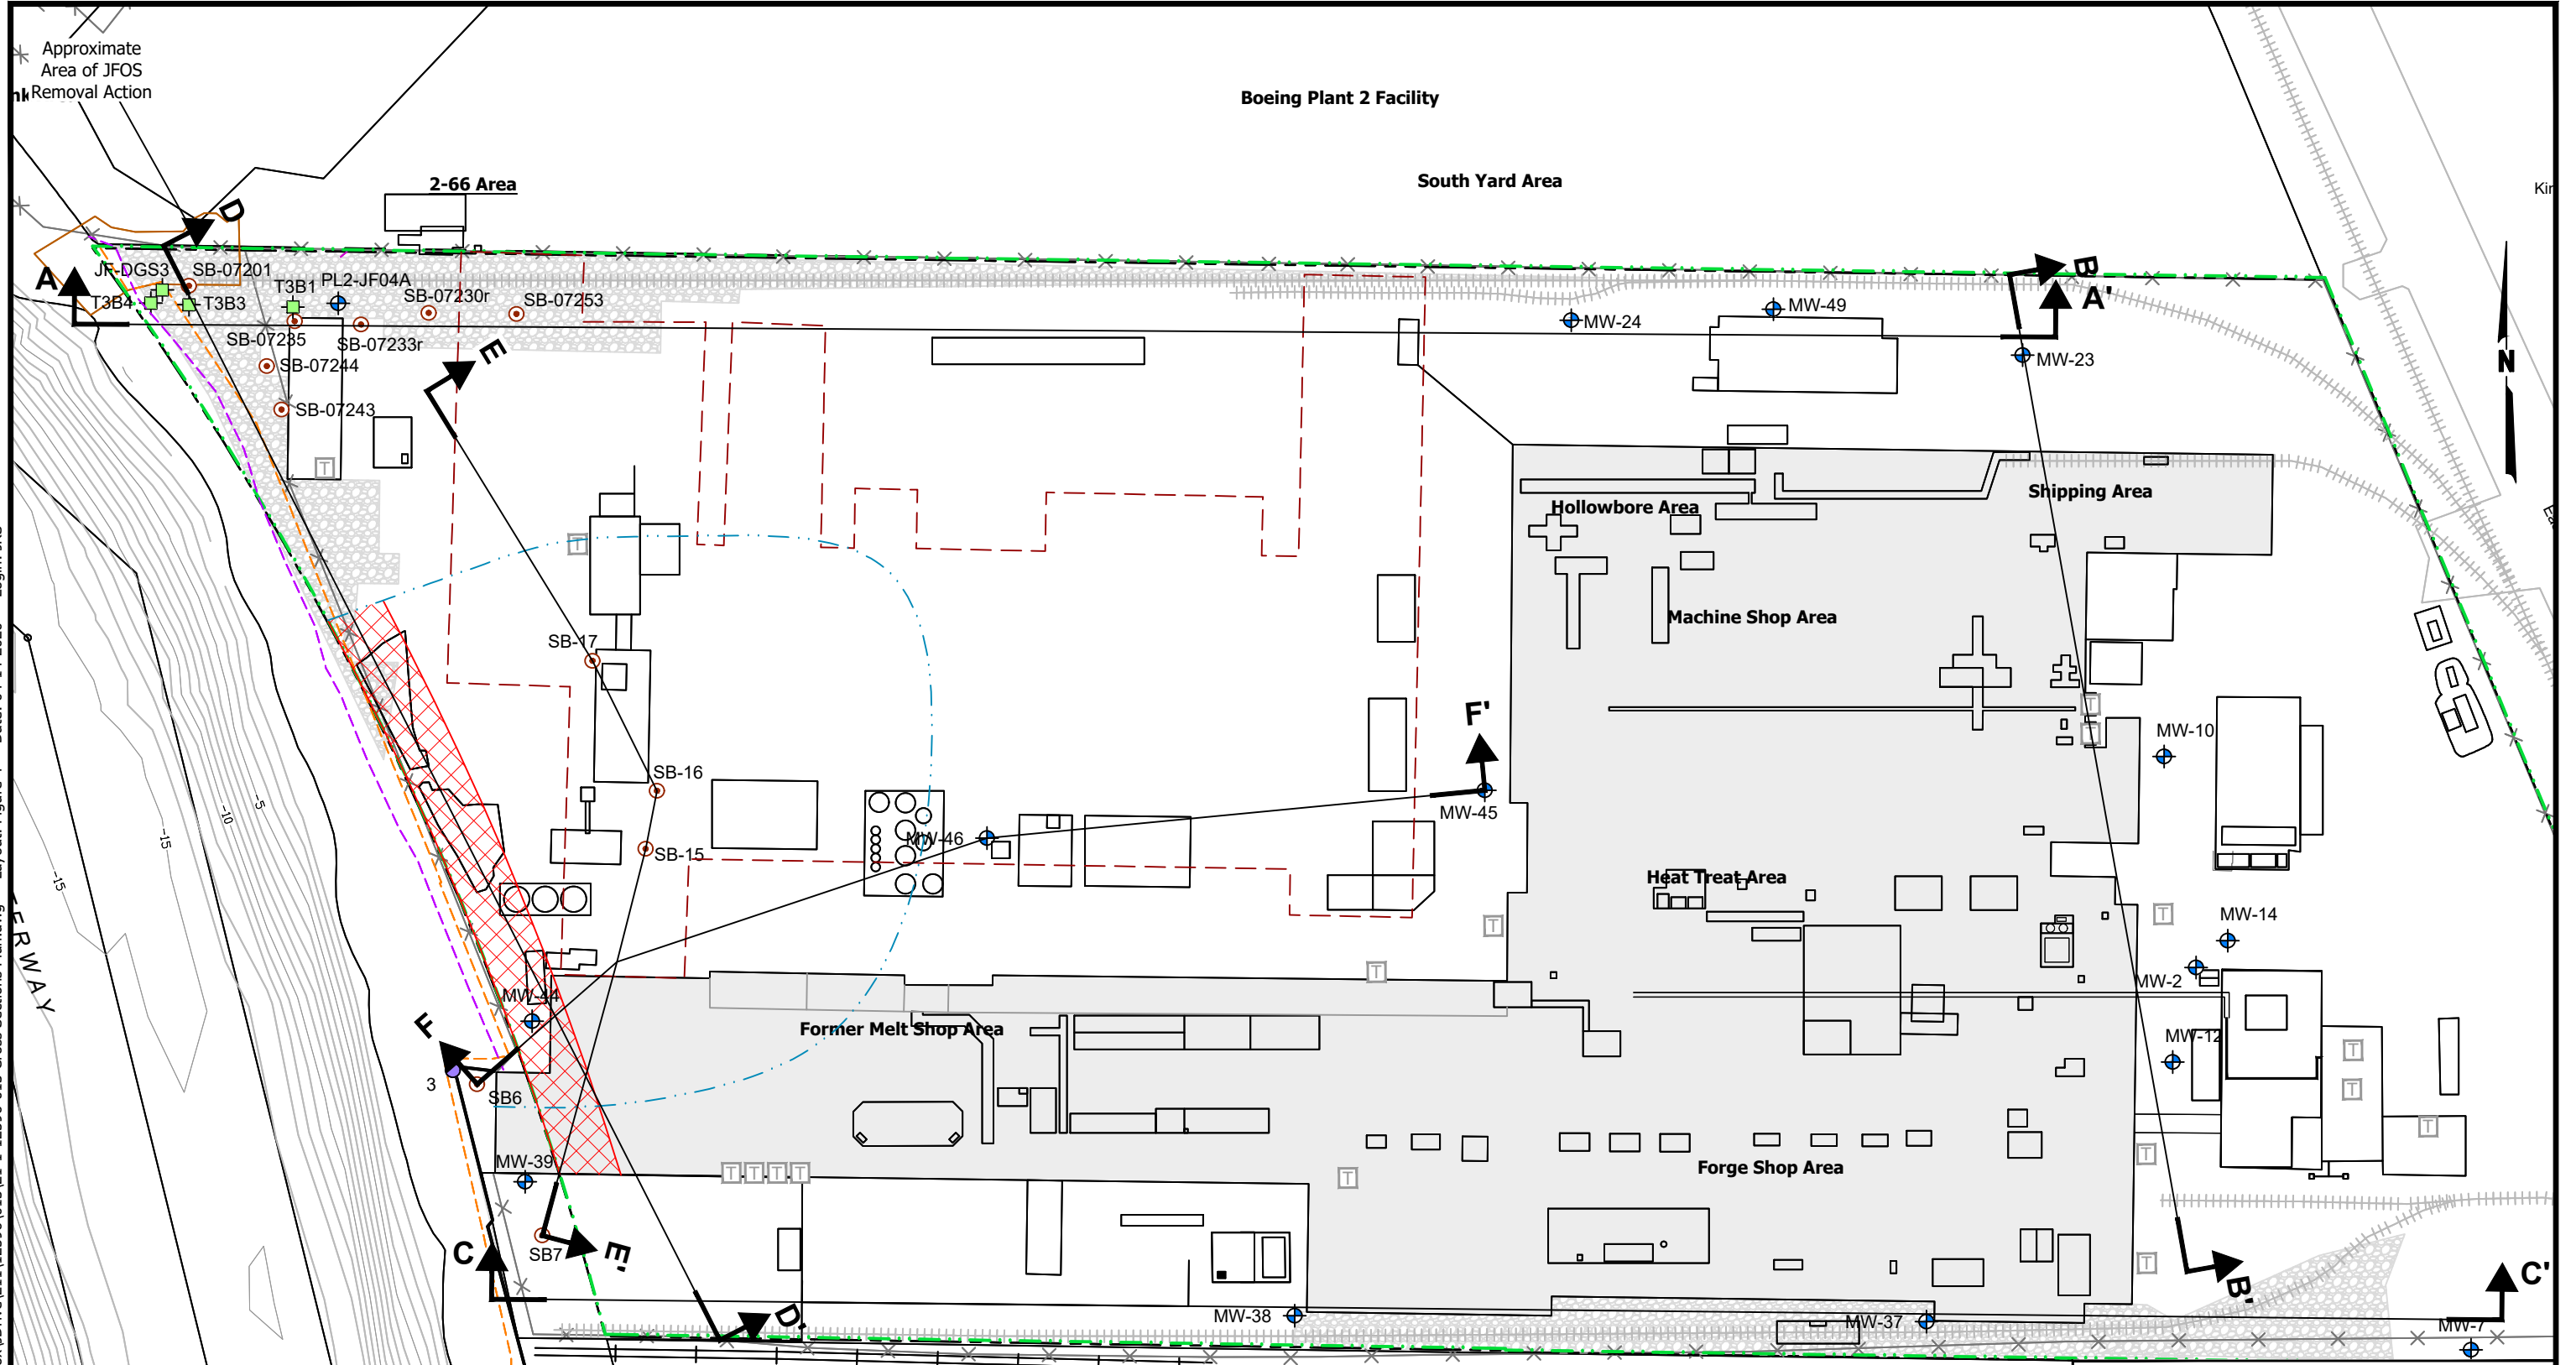 Approximate
Area of JFOS
Removal Action
Boeing Plant 2 Facility
South Yard Area
2-66 Area
D
A
JF-DGS3
SB-07201
T3B4
T3B3
T3B1
PL2-JF04A
SB-07230r
SB-07253
SB-07235
SB-07233r
SB-07244
SB-07243
E
MW-24
MW-49
B
A'
MW-23
N
T
T
Hollowbore Area
Shipping Area
Machine Shop Area
SB-17
SB-16
SB-15
F'
MW-45
MW-46
MW-10
T
T
-5
-10
-15
-15
Heat Treat Area
T
T
T
MW-14
MW-2
MW-12
MW-44
Former Melt Shop Area
F
3
SB6
T
T
T
T
MW-39
T T T T
T
Forge Shop Area
C
SB7
E'
D'
B'
C'
MW-38
MW-37
MW-7